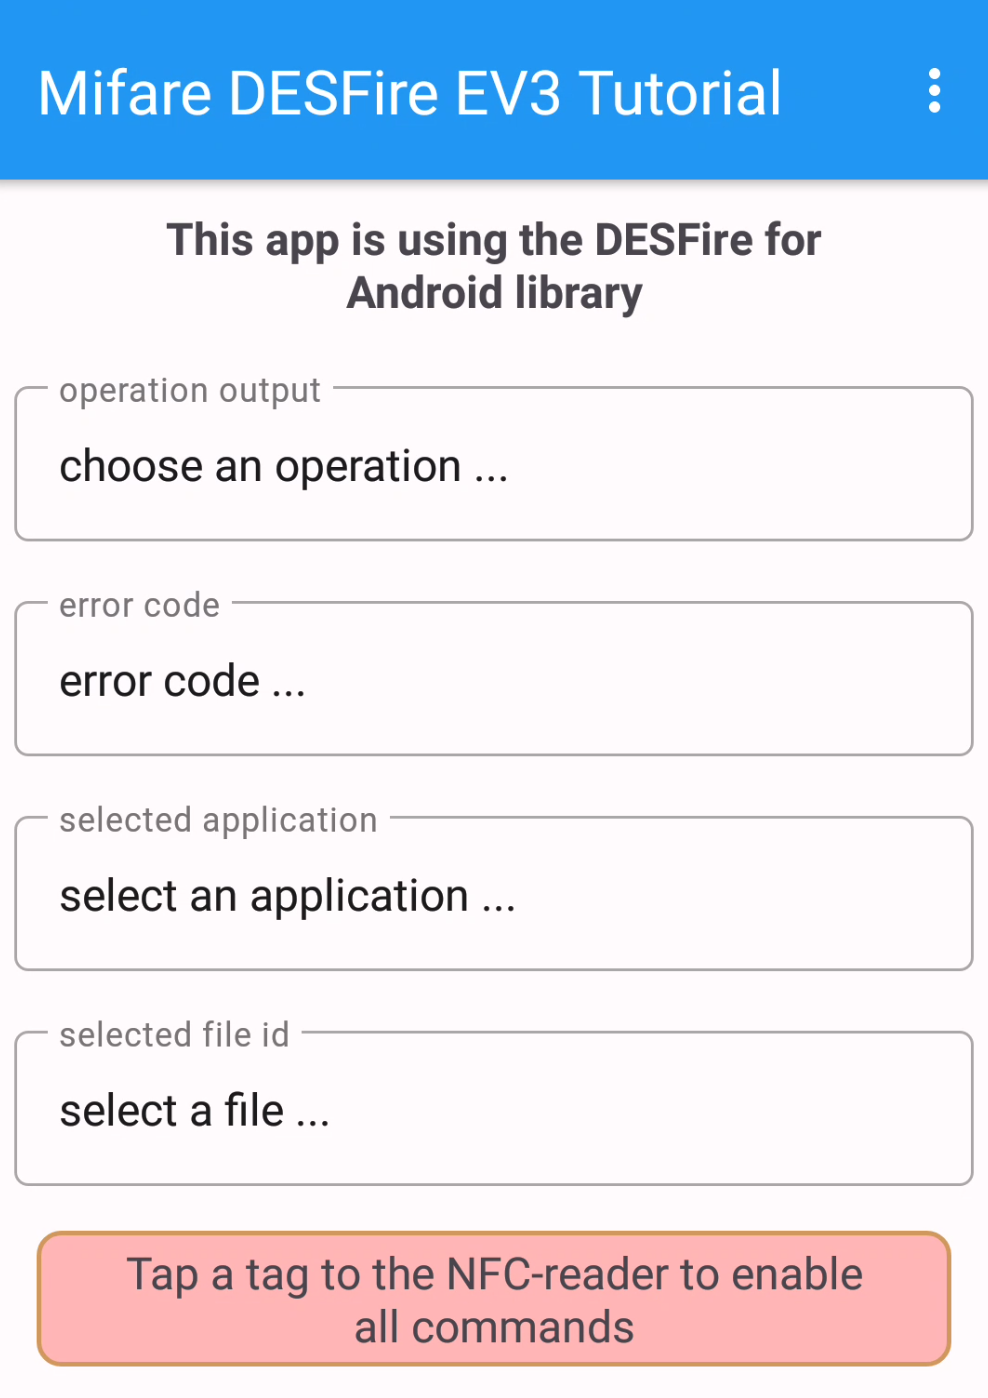 Mifare DESFire EV3 Tutorial
This app is using the DESFire for
Android library
operation output
choose an operation ...
error code
error code ...
selected application
select an application ...
selected file id
select a file ...
Tap a tag to the NFC-reader to enable
all commands